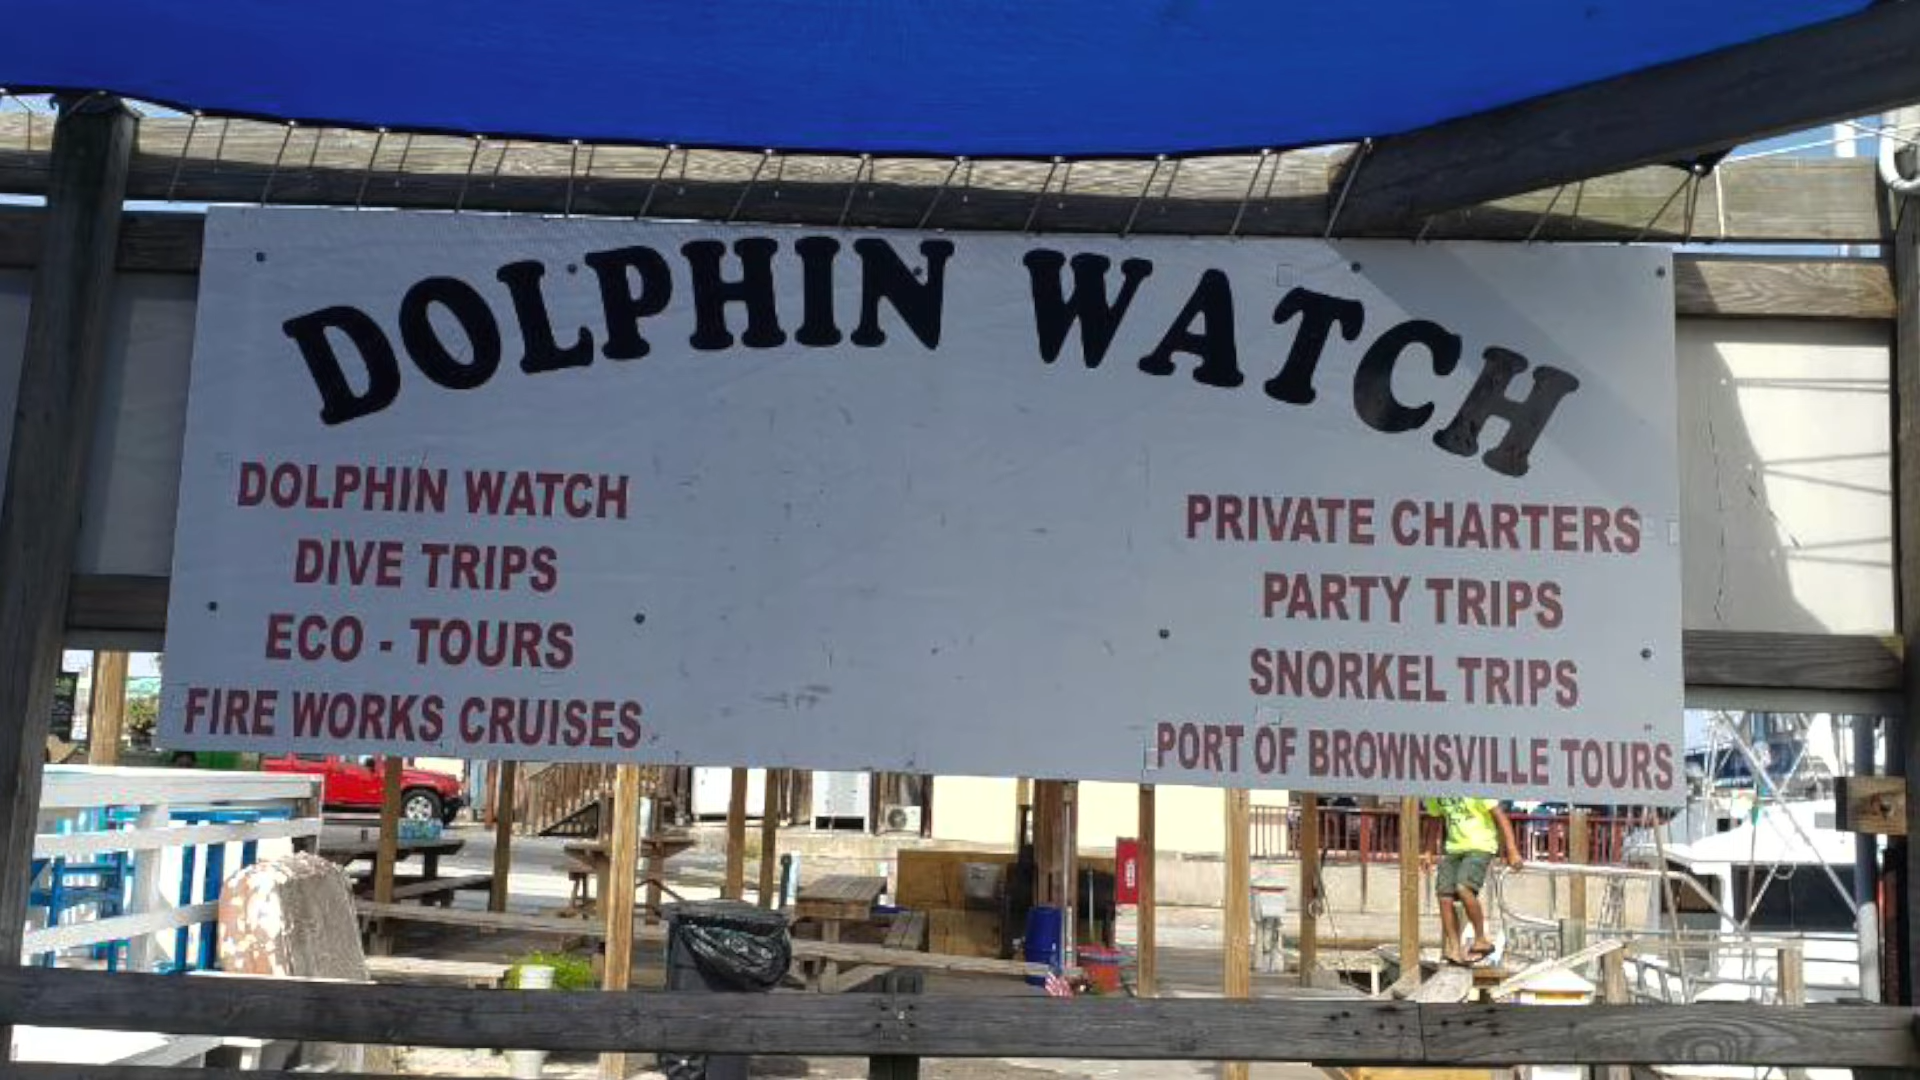 DOLPHIN WATCH
DOLPHIN WATCH
DIVE TRIPS
ECO - TOURS
FIRE WORKS CRUISES
PRIVATE CHARTERS
PARTY TRIPS
SNORKEL TRIPS
PORT OF BROWNSVILLE TOURS